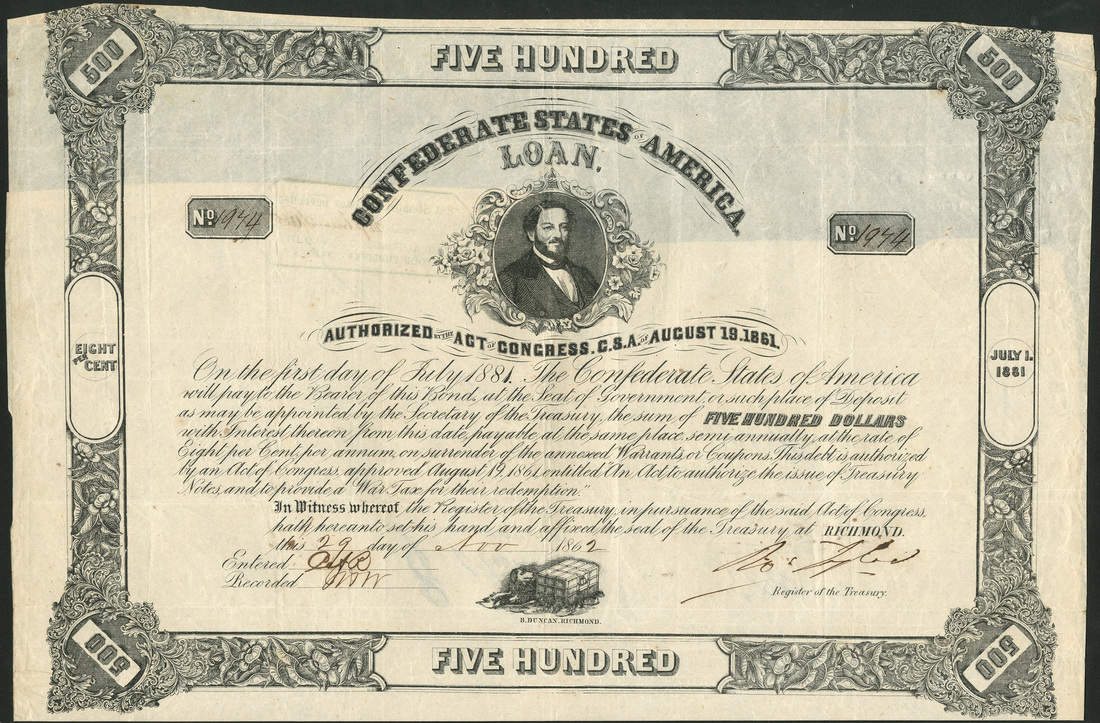 500
FIVE HUNDRED
500
CONFEDERATE STATES OF AMERICA,
LOAN,
No. 1974
No. 1974
AUTHORIZED BY THE ACT OF CONGRESS. C.S.A. OF AUGUST 19. 1861.
EIGHT
PER CENT
JULY 1.
1881
On the first day of July 1881. The Confederate States of America
will pay to the Bearer of this Bond, at the Seat of Government, or such place of Deposit
as may be appointed by the Secretary of the Treasury, the sum of FIVE HUNDRED DOLLARS
with Interest thereon from this date, payable at the same place, semi annually, at the rate of
Eight per Cent, per annum, on surrender of the annexed Warrants, or Coupons. This debt is authorized
by an Act of Congress, approved August 19, 1861, entitled "An Act to authorize the issue of Treasury
Notes, and to provide a War Tax for their redemption."
In Witness whereof the Register of the Treasury, in pursuance of the said Act of Congress,
hath hereunto set his hand, and affixed the seal of the Treasury at RICHMOND.
this 29 day of Nov 1862
Entered
Recorded
Ro. Tyler
Register of the Treasury.
B. DUNCAN. RICHMOND.
500
FIVE HUNDRED
500